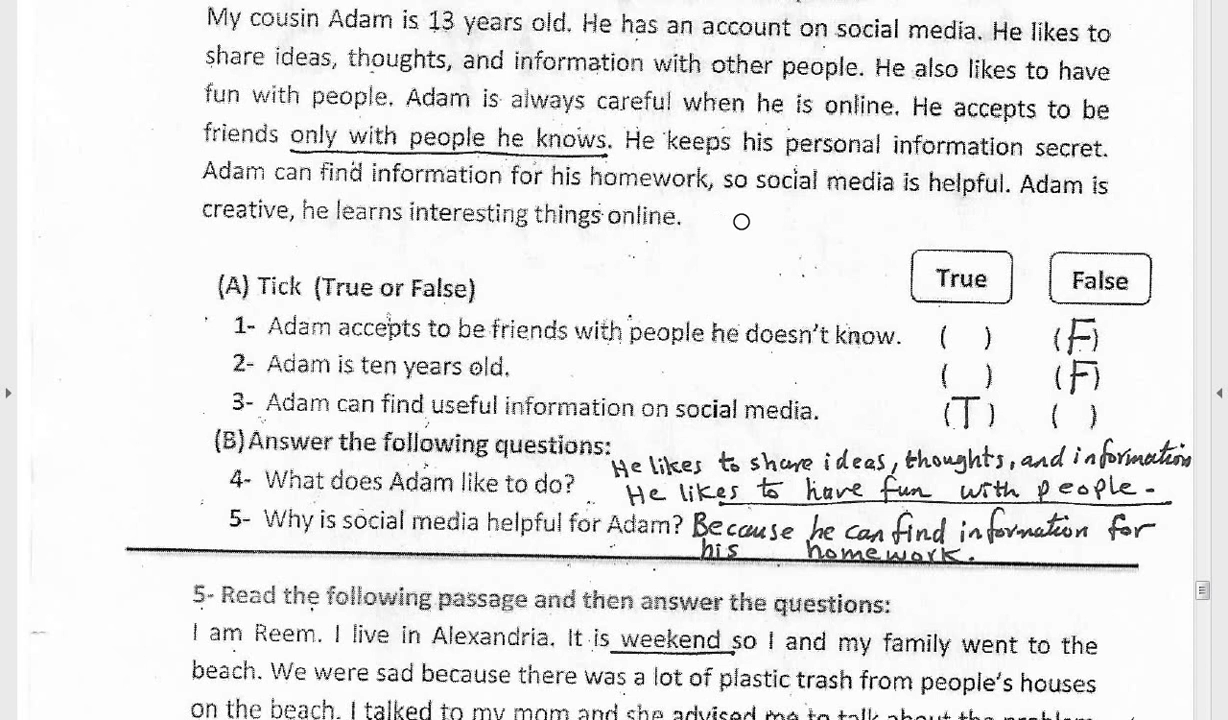 My cousin Adam is 13 years old. He has an account on social media. He likes to
share ideas, thoughts, and information with other people. He also likes to have
fun with people. Adam is always careful when he is online. He accepts to be
friends only with people he knows. He keeps his personal information secret.
Adam can find information for his homework, so social media is helpful. Adam is
creative, he learns interesting things online.
(A) Tick (True or False)
True
False
1- Adam accepts to be friends with people he doesn't know. ( ) (F)
2- Adam is ten years old. ( ) (F)
3- Adam can find useful information on social media. (T) ( )
(B) Answer the following questions:
He likes to share ideas, thoughts, and information
4- What does Adam like to do? He likes to have fun with people.
5- Why is social media helpful for Adam? Because he can find information for
his homework.
5- Read the following passage and then answer the questions:
I am Reem. I live in Alexandria. It is weekend so I and my family went to the
beach. We were sad because there was a lot of plastic trash from people's houses
on the beach. I talked to my mom and she advised me to talk about the problem